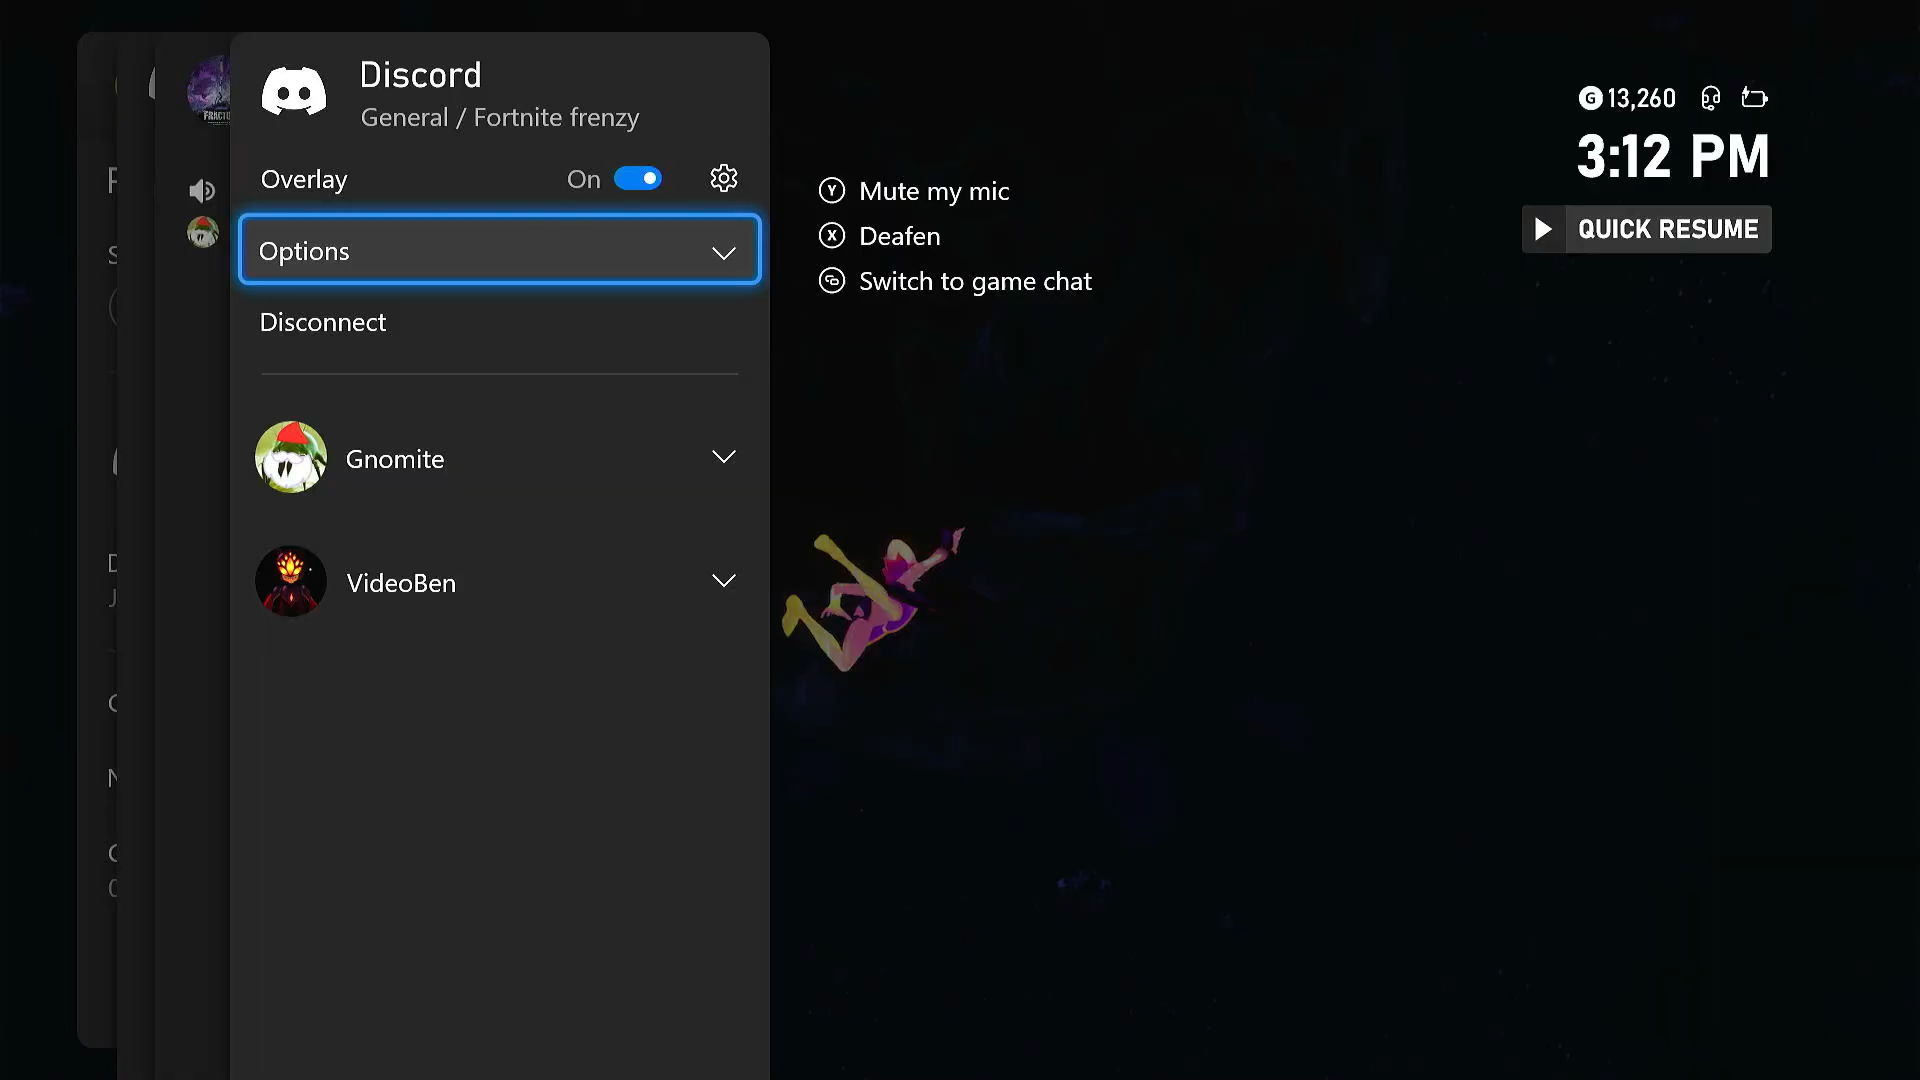 Discord
General / Fortnite frenzy
Overlay On
Options
Disconnect
Gnomite
VideoBen
Y Mute my mic
X Deafen
Switch to game chat
G 13,260
3:12 PM
QUICK RESUME